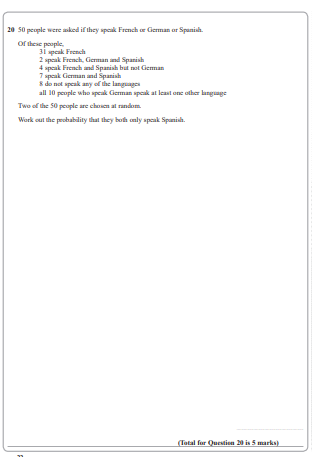 20 50 people were asked if they speak French or German or Spanish.
Of these people,
31 speak French
2 speak French, German and Spanish
4 speak French and Spanish but not German
7 speak German and Spanish
8 do not speak any of the languages
all 10 people who speak German speak at least one other language
Two of the 50 people are chosen at random.
Work out the probability that they both only speak Spanish.
(Total for Question 20 is 5 marks)